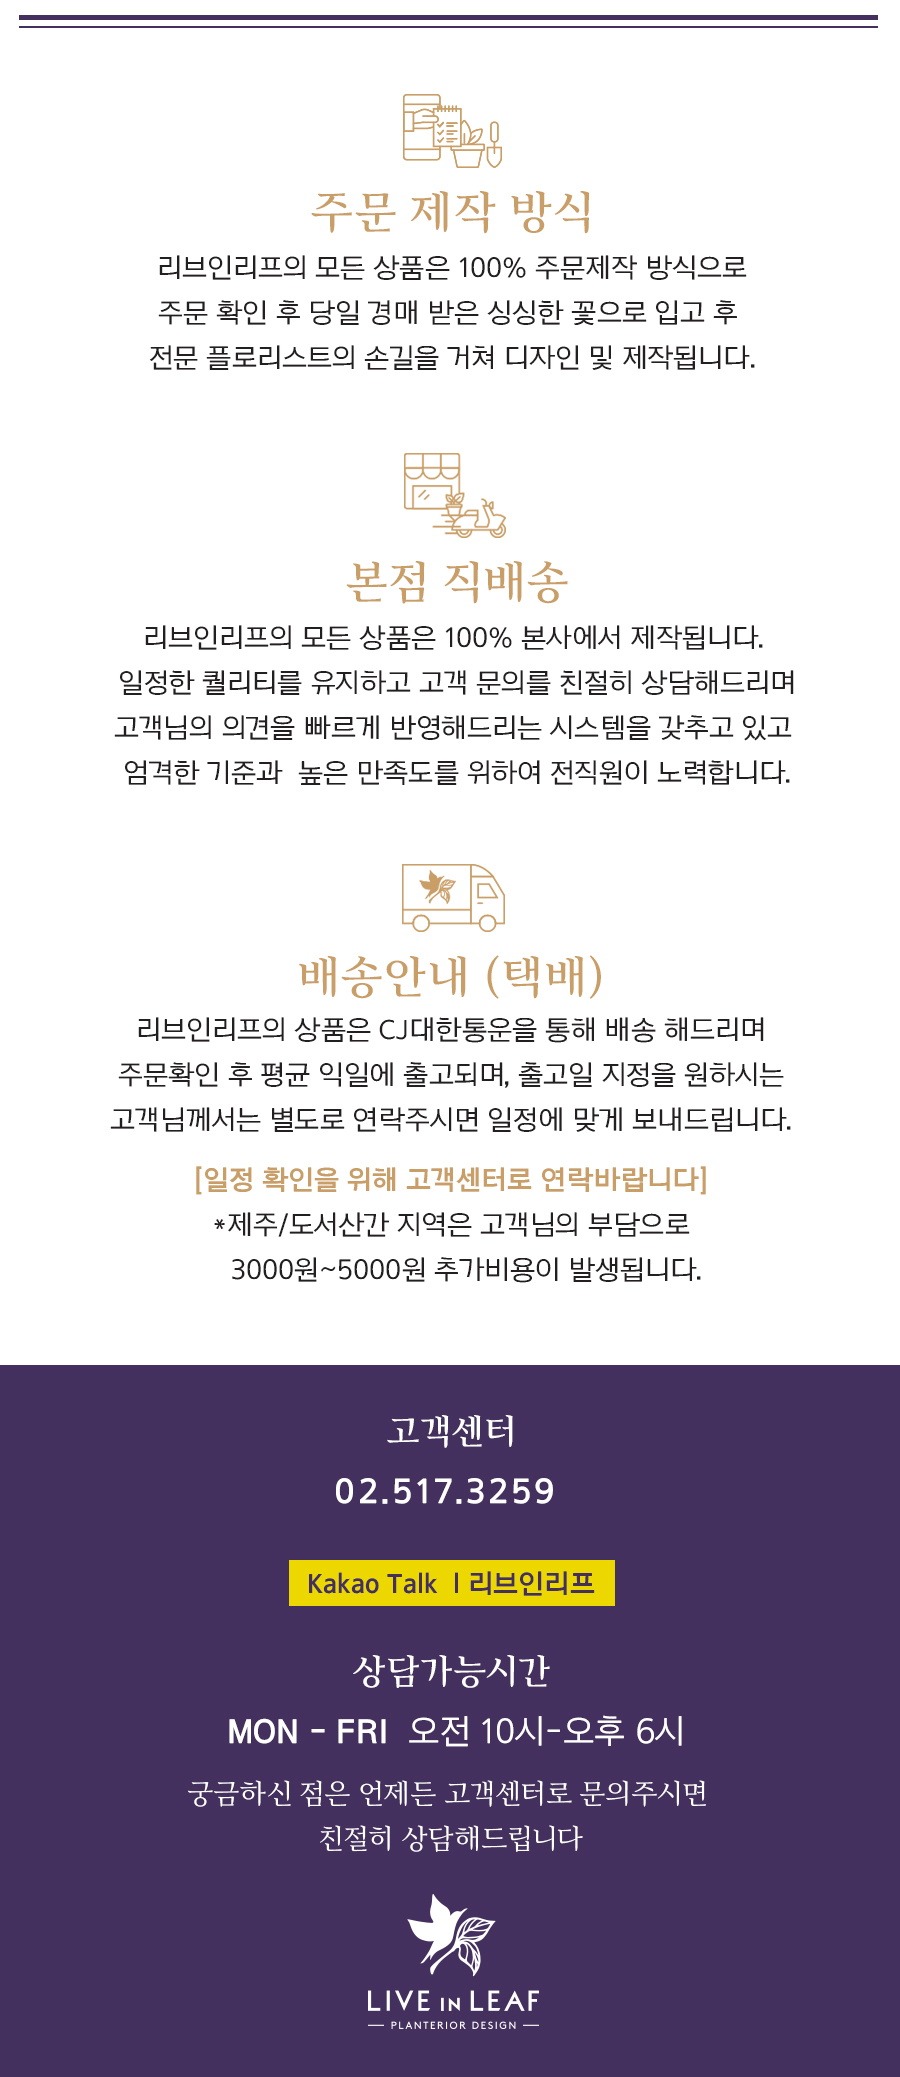 주문 제작 방식
리브인리프의 모든 상품은 100% 주문제작 방식으로
주문 확인 후 당일 경매 받은 싱싱한 꽃으로 입고 후
전문 플로리스트의 손길을 거쳐 디자인 및 제작됩니다.
본점 직배송
리브인리프의 모든 상품은 100% 본사에서 제작됩니다.
일정한 퀄리티를 유지하고 고객 문의를 친절히 상담해드리며
고객님의 의견을 빠르게 반영해드리는 시스템을 갖추고 있고
엄격한 기준과 높은 만족도를 위하여 전직원이 노력합니다.
배송안내 (택배)
리브인리프의 상품은 CJ대한통운을 통해 배송 해드리며
주문확인 후 평균 익일에 출고되며, 출고일 지정을 원하시는
고객님께서는 별도로 연락주시면 일정에 맞게 보내드립니다.
[일정 확인을 위해 고객센터로 연락바랍니다]
*제주/도서산간 지역은 고객님의 부담으로
3000원~5000원 추가비용이 발생됩니다.
고객센터
02.517.3259
Kakao Talk ㅣ리브인리프
상담가능시간
MON - FRI 오전 10시-오후 6시
궁금하신 점은 언제든 고객센터로 문의주시면
친절히 상담해드립니다
LIVE IN LEAF
PLANTERIOR DESIGN